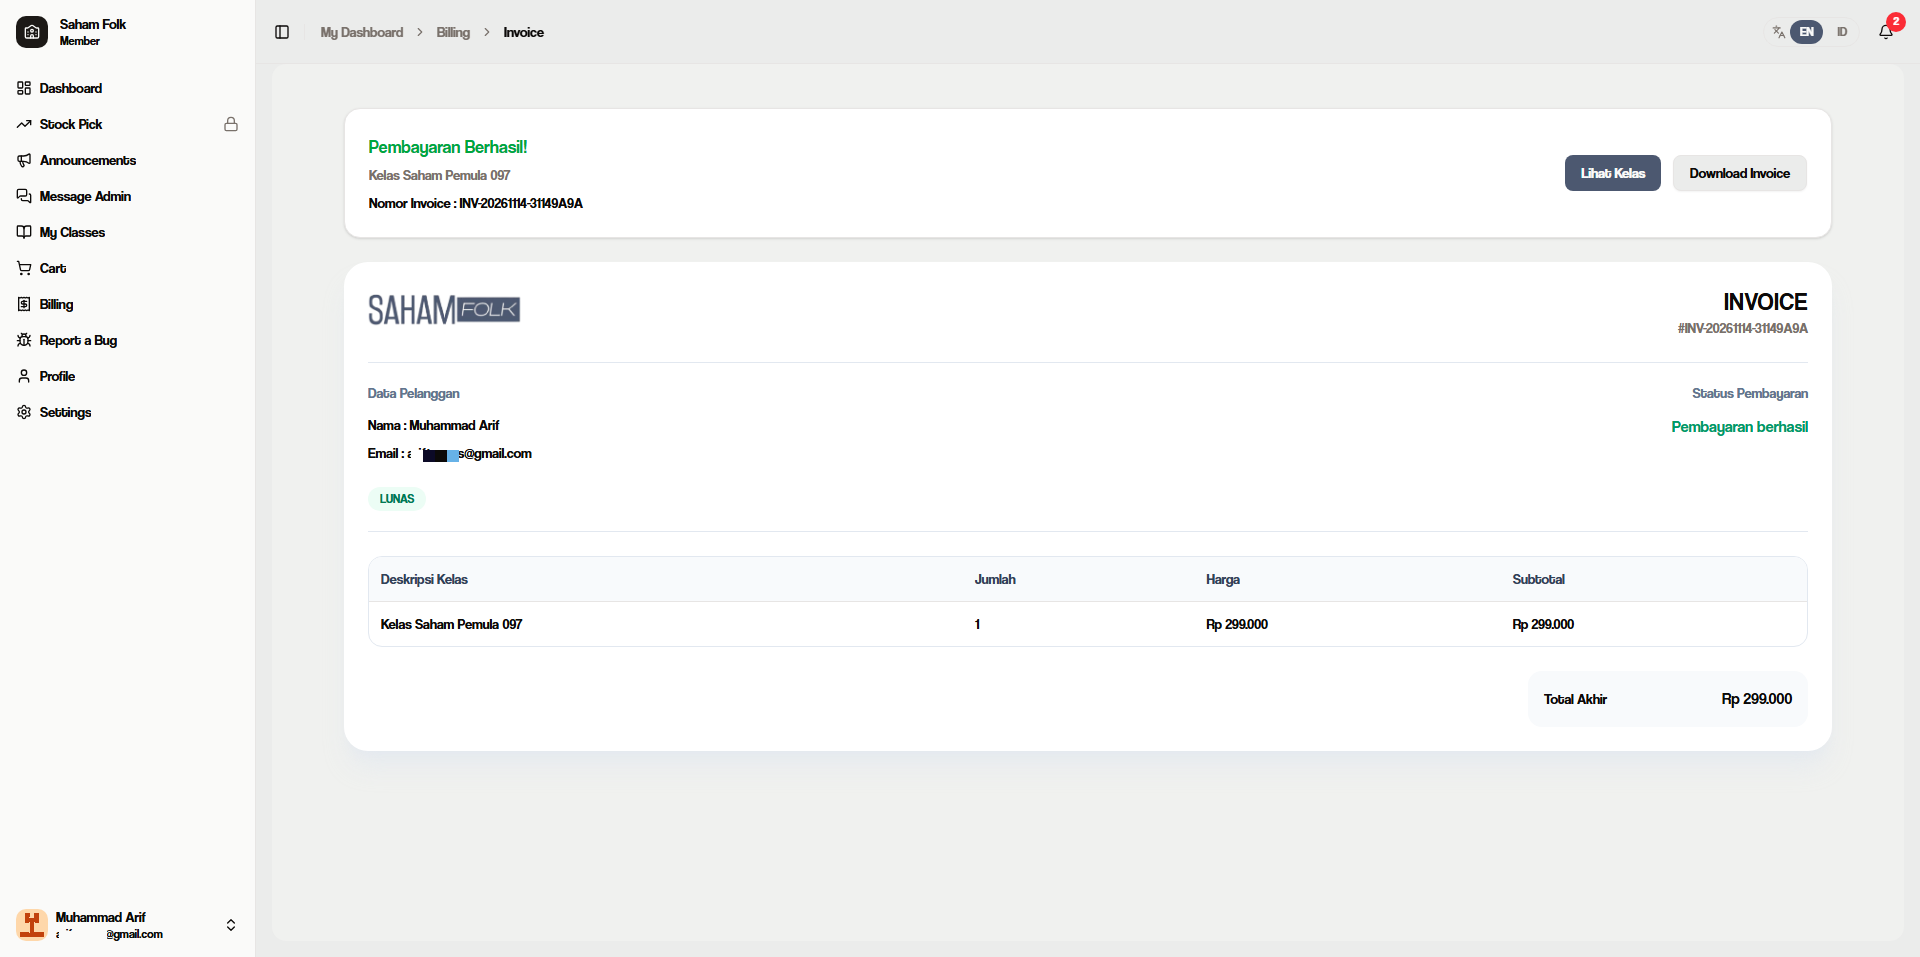 Saham Folk
Member
Dashboard
Stock Pick
Announcements
Message Admin
My Classes
Cart
Billing
Report a Bug
Profile
Settings
Muhammad Arif
@gmail.com
My Dashboard > Billing > Invoice
EN ID
2
Pembayaran Berhasil!
Kelas Saham Pemula 097
Nomor Invoice : INV-20261114-31149A9A
Lihat Kelas
Download Invoice
SAHAM FOLK
INVOICE
#INV-20261114-31149A9A
Data Pelanggan
Status Pembayaran
Nama : Muhammad Arif
Pembayaran berhasil
Email : s@gmail.com
LUNAS
Deskripsi Kelas Jumlah Harga Subtotal
Kelas Saham Pemula 097 1 Rp 299.000 Rp 299.000
Total Akhir Rp 299.000